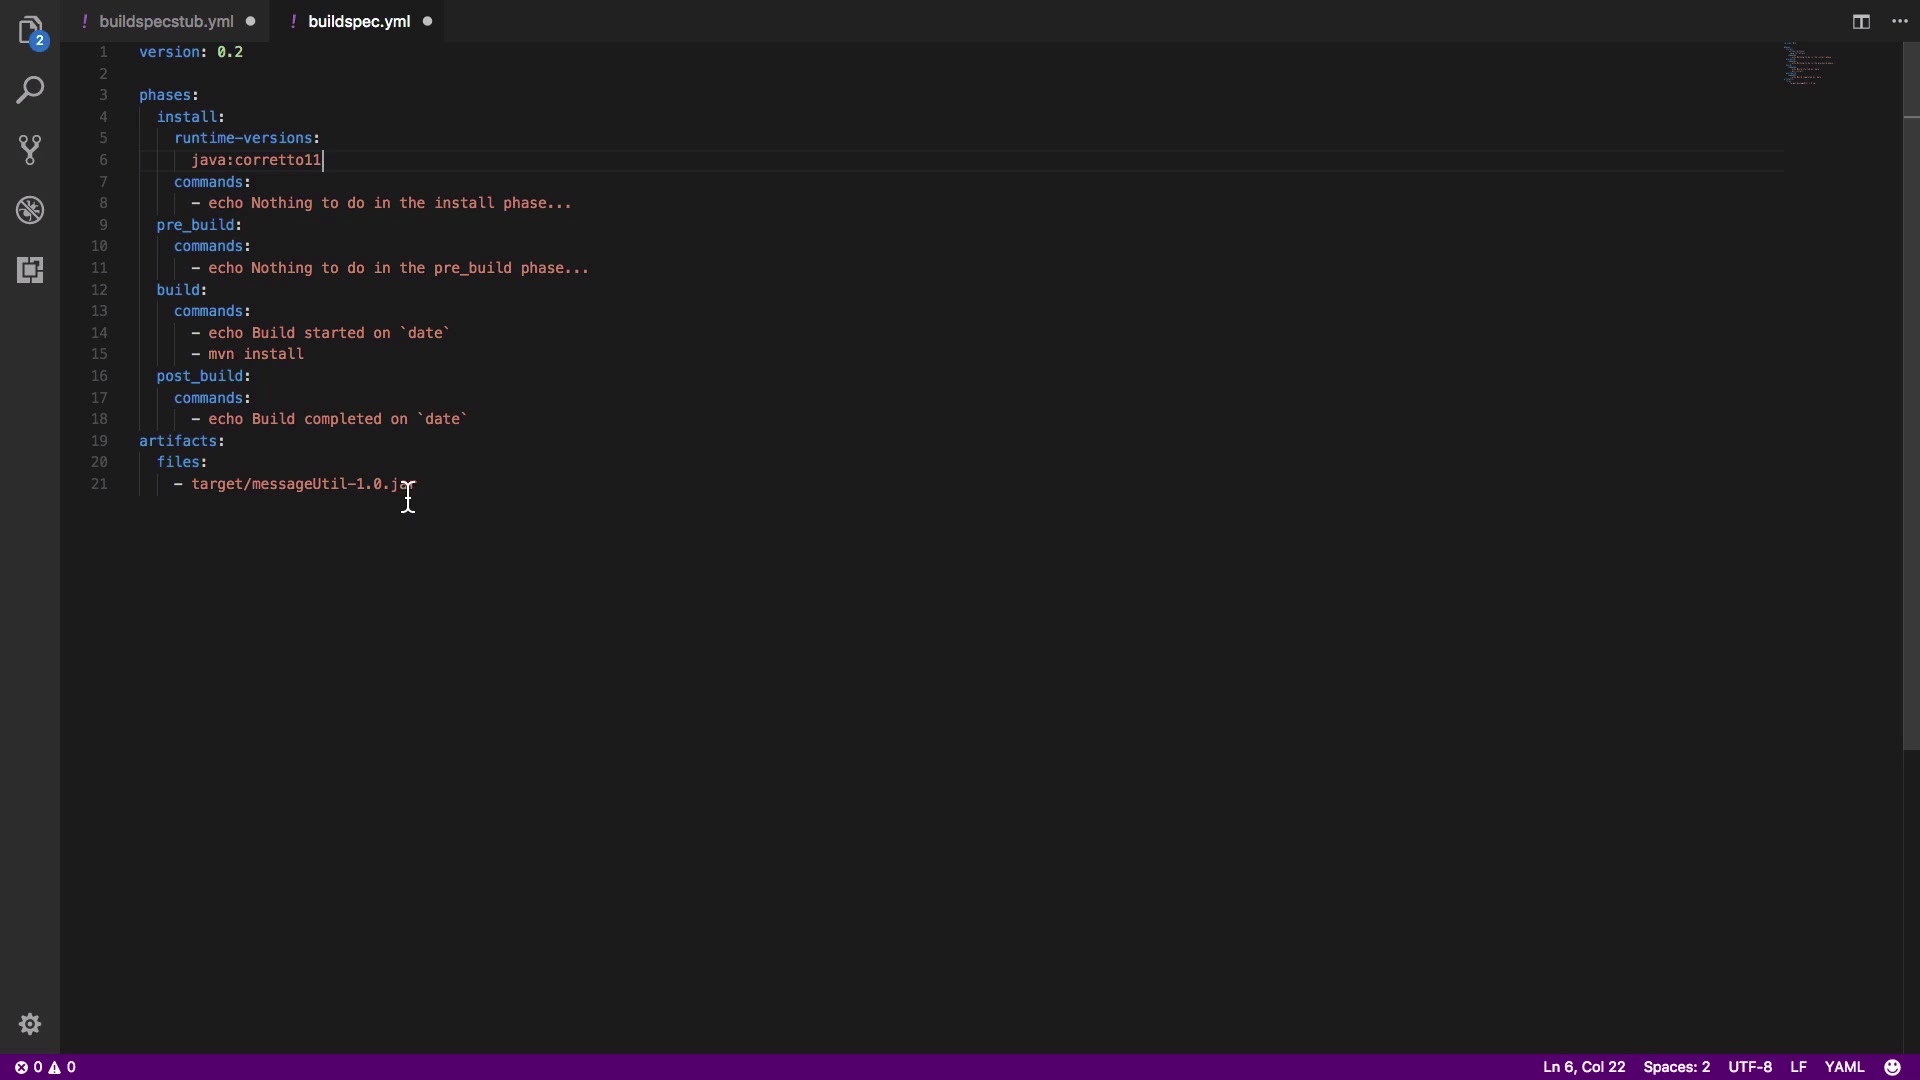 ! buildspecstub.yml ● ! buildspec.yml ●
2
1 version: 0.2
2
3 phases:
4 install:
5 runtime-versions:
6 java:corretto11
7 commands:
8 - echo Nothing to do in the install phase...
9 pre_build:
10 commands:
11 - echo Nothing to do in the pre_build phase...
12 build:
13 commands:
14 - echo Build started on `date`
15 - mvn install
16 post_build:
17 commands:
18 - echo Build completed on `date`
19 artifacts:
20 files:
21 - target/messageUtil-1.0.jar
0 0 Ln 6, Col 22 Spaces: 2 UTF-8 LF YAML